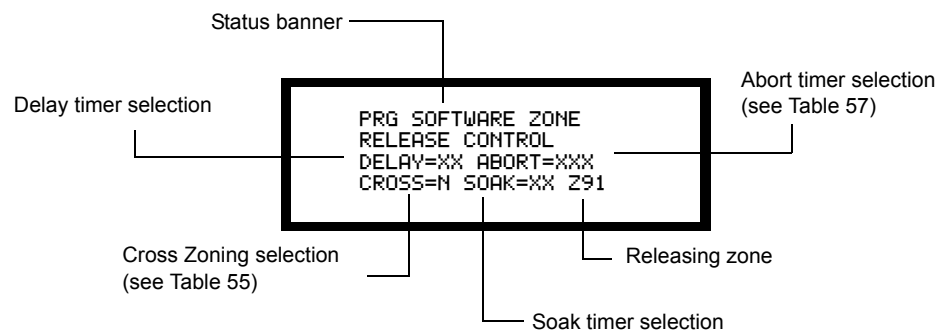 Status banner
Delay timer selection
Abort timer selection
(see Table 57)
PRG SOFTWARE ZONE
RELEASE CONTROL
DELAY=XX ABORT=XXX
CROSS=N SOAK=XX Z91
Cross Zoning selection
(see Table 55)
Releasing zone
Soak timer selection